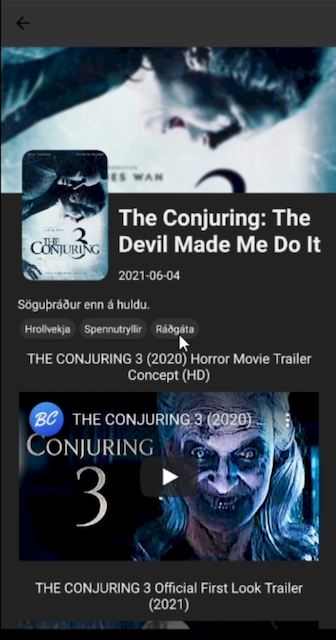 ES WAN
3
THE
CONJURING 3
The Conjuring: The
Devil Made Me Do It
2021-06-04
Söguþráður enn á huldu.
Hrollvekja Spennutryllir Ráðgáta
THE CONJURING 3 (2020) Horror Movie Trailer
Concept (HD)
BC THE CONJURING 3 (2020) ...
CONJURING
3
THE CONJURING 3 Official First Look Trailer
(2021)